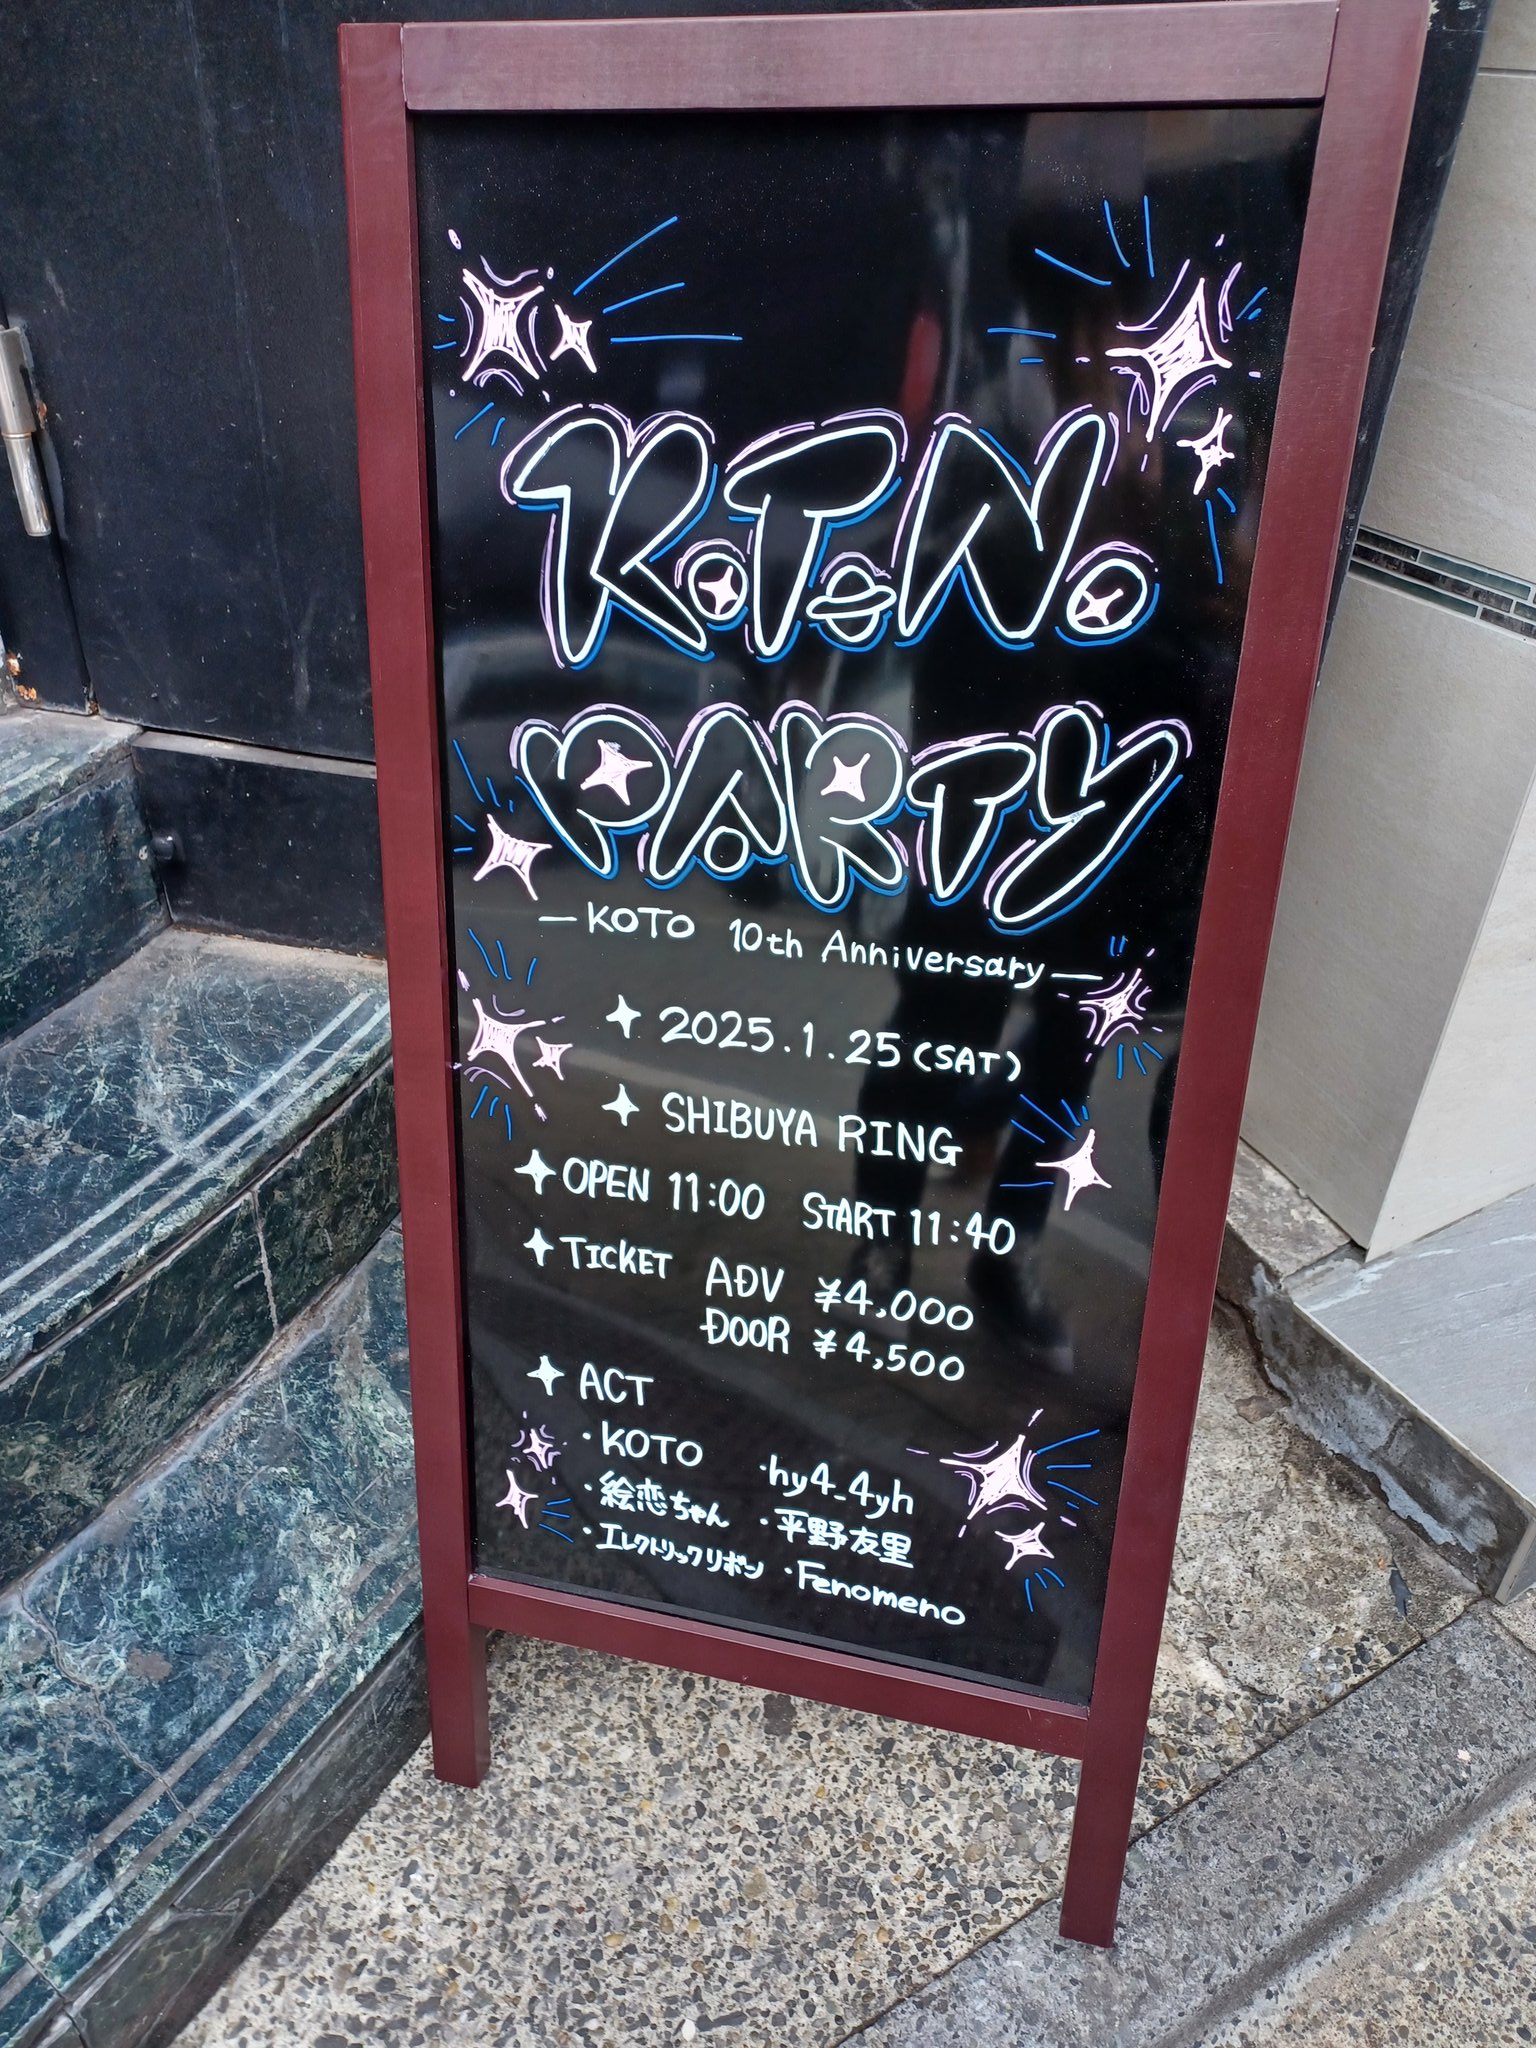 KoToNo
PARTY
— KOTO 10th Anniversary —
2025.1.25 (SAT)
SHIBUYA RING
OPEN 11:00 START 11:40
TICKET ADV ¥4,000
DOOR ¥4,500
ACT
・KOTO ・hy4_4yh
・絵恋ちゃん ・平野友里
・エレクトリックリボン ・Fenomeno